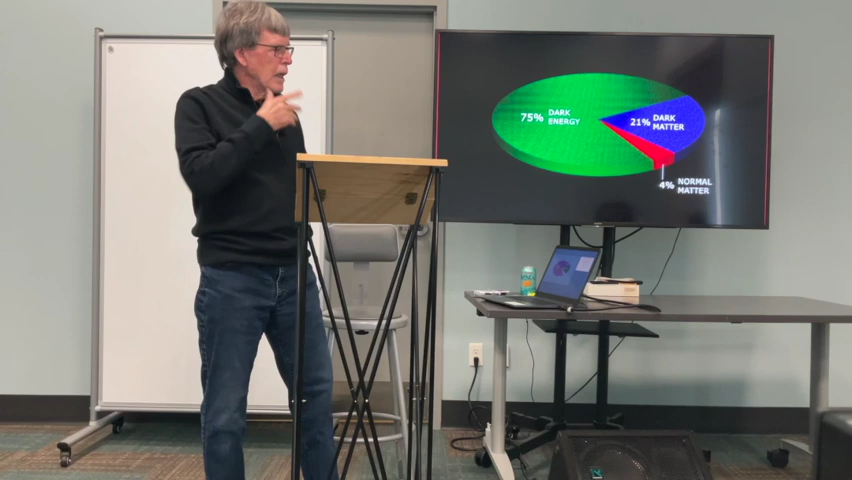 75% DARK
ENERGY
21% DARK
MATTER
4% NORMAL
MATTER